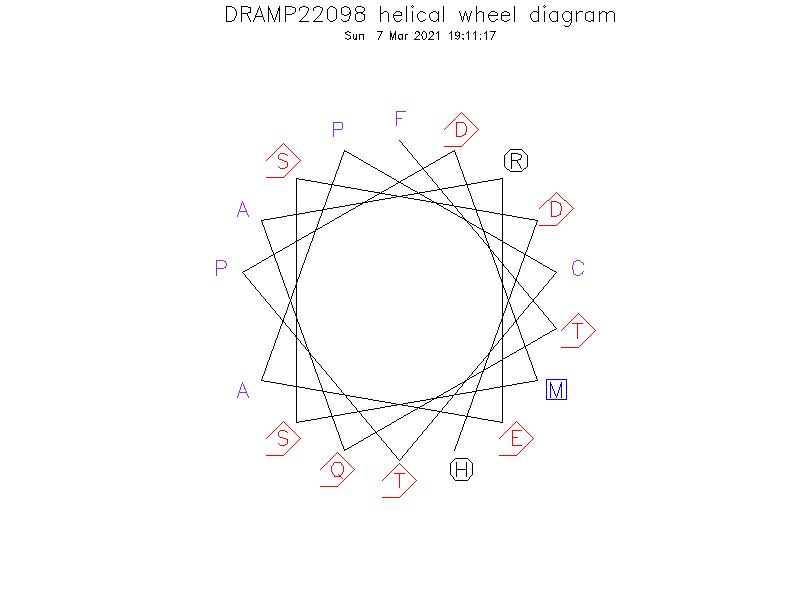 DRAMP22098 helical wheel diagram
Sun 7 Mar 2021 19:11:17
F
P
D
S
R
A
D
P
C
T
A
M
S
E
Q
H
T